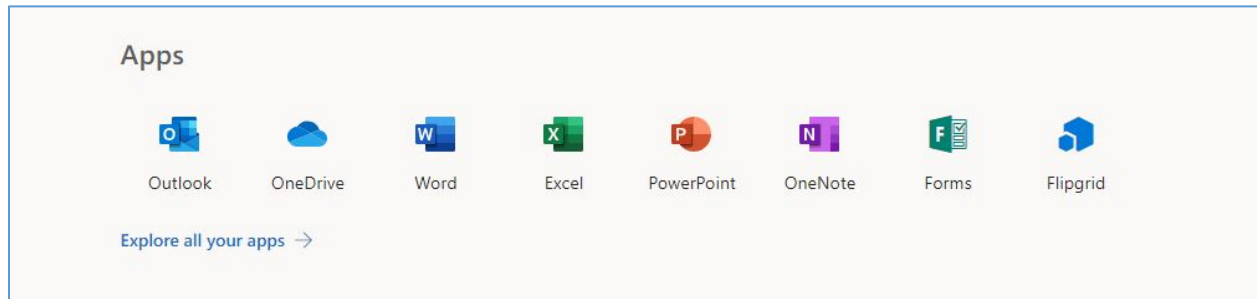 Apps
O W X P N F
Outlook OneDrive Word Excel PowerPoint OneNote Forms Flipgrid
Explore all your apps →